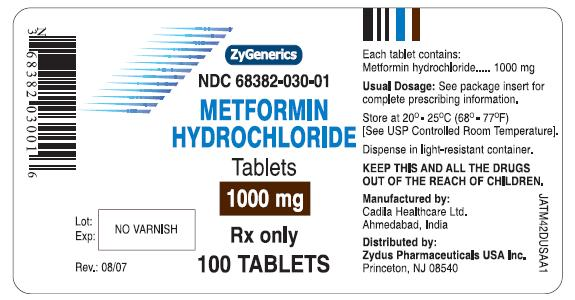 N
3
68382 03001
6
ZyGenerics
NDC 68382-030-01
METFORMIN
HYDROCHLORIDE
Tablets
1000 mg
Rx only
100 TABLETS
Lot:
Exp:
NO VARNISH
Rev.: 08/07
Each tablet contains:
Metformin hydrochloride..... 1000 mg
Usual Dosage: See package insert for
complete prescribing information.
Store at 20º - 25ºC (68º - 77ºF)
[See USP Controlled Room Temperature].
Dispense in light-resistant container.
KEEP THIS AND ALL THE DRUGS
OUT OF THE REACH OF CHILDREN.
Manufactured by:
Cadila Healthcare Ltd.
Ahmedabad, India
Distributed by:
Zydus Pharmaceuticals USA Inc.
Princeton, NJ 08540
JATM42DUSAA1